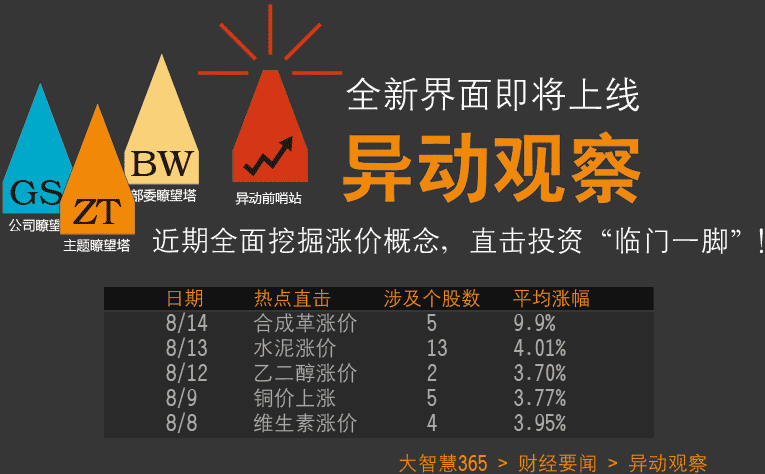 全新界面即将上线
异动观察
BW
部委瞭望塔
GS
公司瞭望
ZT
主题瞭望塔
异动前哨站
近期全面挖掘涨价概念，直击投资“临门一脚”！
日期 热点直击 涉及个股数 平均涨幅
8/14 合成革涨价 5 9.9%
8/13 水泥涨价 13 4.01%
8/12 乙二醇涨价 2 3.70%
8/9 铜价上涨 5 3.77%
8/8 维生素涨价 4 3.95%
大智慧365 > 财经要闻 > 异动观察